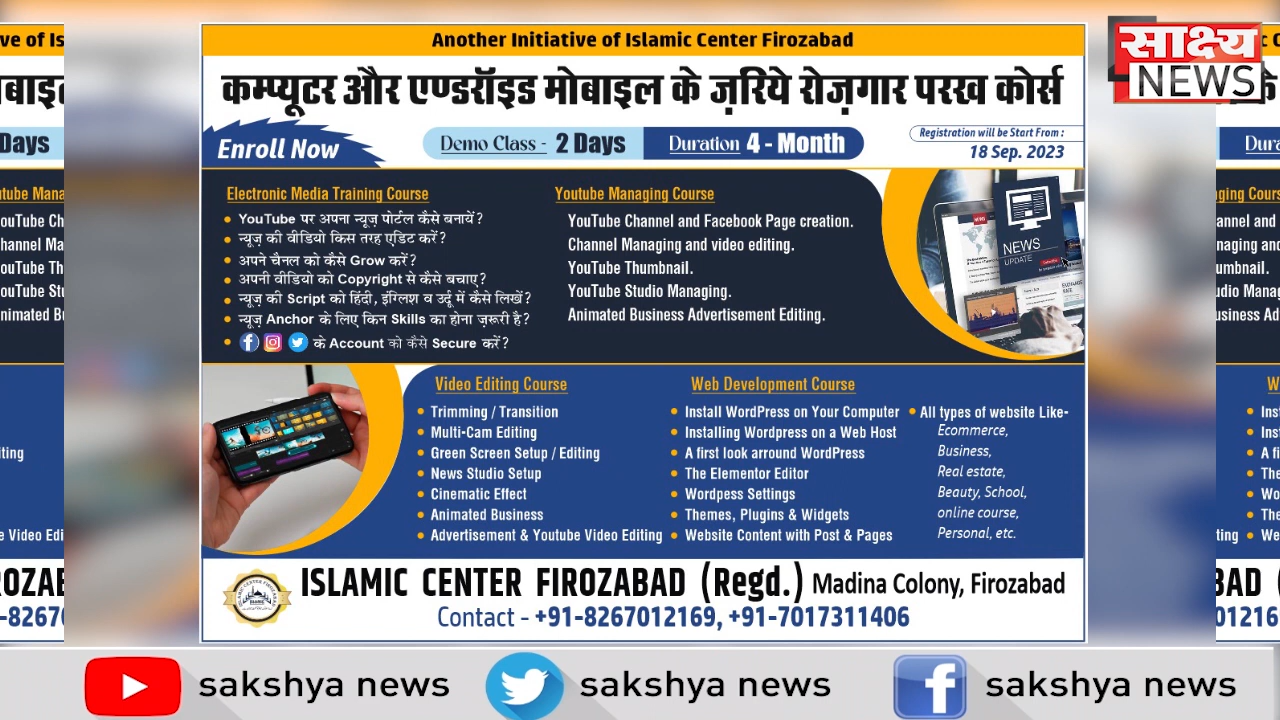 Another Initiative of Islamic Center Firozabad
साक्ष्य
NEWS
कम्प्यूटर और एण्डरॉइड मोबाइल के ज़रिये रोज़गार परख कोर्स
Enroll Now
Demo Class - 2 Days
Duration 4 - Month
Registration will be Start From :
18 Sep. 2023
Electronic Media Training Course
YouTube पर अपना न्यूज़ पोर्टल कैसे बनायें?
न्यूज़ की वीडियो किस तरह एडिट करें?
अपने चैनल को कैसे Grow करें?
अपनी वीडियो को Copyright से कैसे बचाए?
न्यूज़ की Script को हिंदी, इंग्लिश व उर्दू में कैसे लिखें?
न्यूज़ Anchor के लिए किन Skills का होना ज़रूरी है?
के Account को कैसे Secure करें?
Youtube Managing Course
YouTube Channel and Facebook Page creation.
Channel Managing and video editing.
YouTube Thumbnail.
YouTube Studio Managing.
Animated Business Advertisement Editing.
NEWS
UPDATE
Video Editing Course
Trimming / Transition
Multi-Cam Editing
Green Screen Setup / Editing
News Studio Setup
Cinematic Effect
Animated Business
Advertisement & Youtube Video Editing
Web Development Course
Install WordPress on Your Computer
Installing Wordpress on a Web Host
A first look arround WordPress
The Elementor Editor
Wordpess Settings
Themes, Plugins & Widgets
Website Content with Post & Pages
All types of website Like-
Ecommerce,
Business,
Real estate,
Beauty, School,
online course,
Personal, etc.
ISLAMIC CENTER FIROZABAD (Regd.) Madina Colony, Firozabad
Contact - +91-8267012169, +91-7017311406
sakshya news
sakshya news
sakshya news